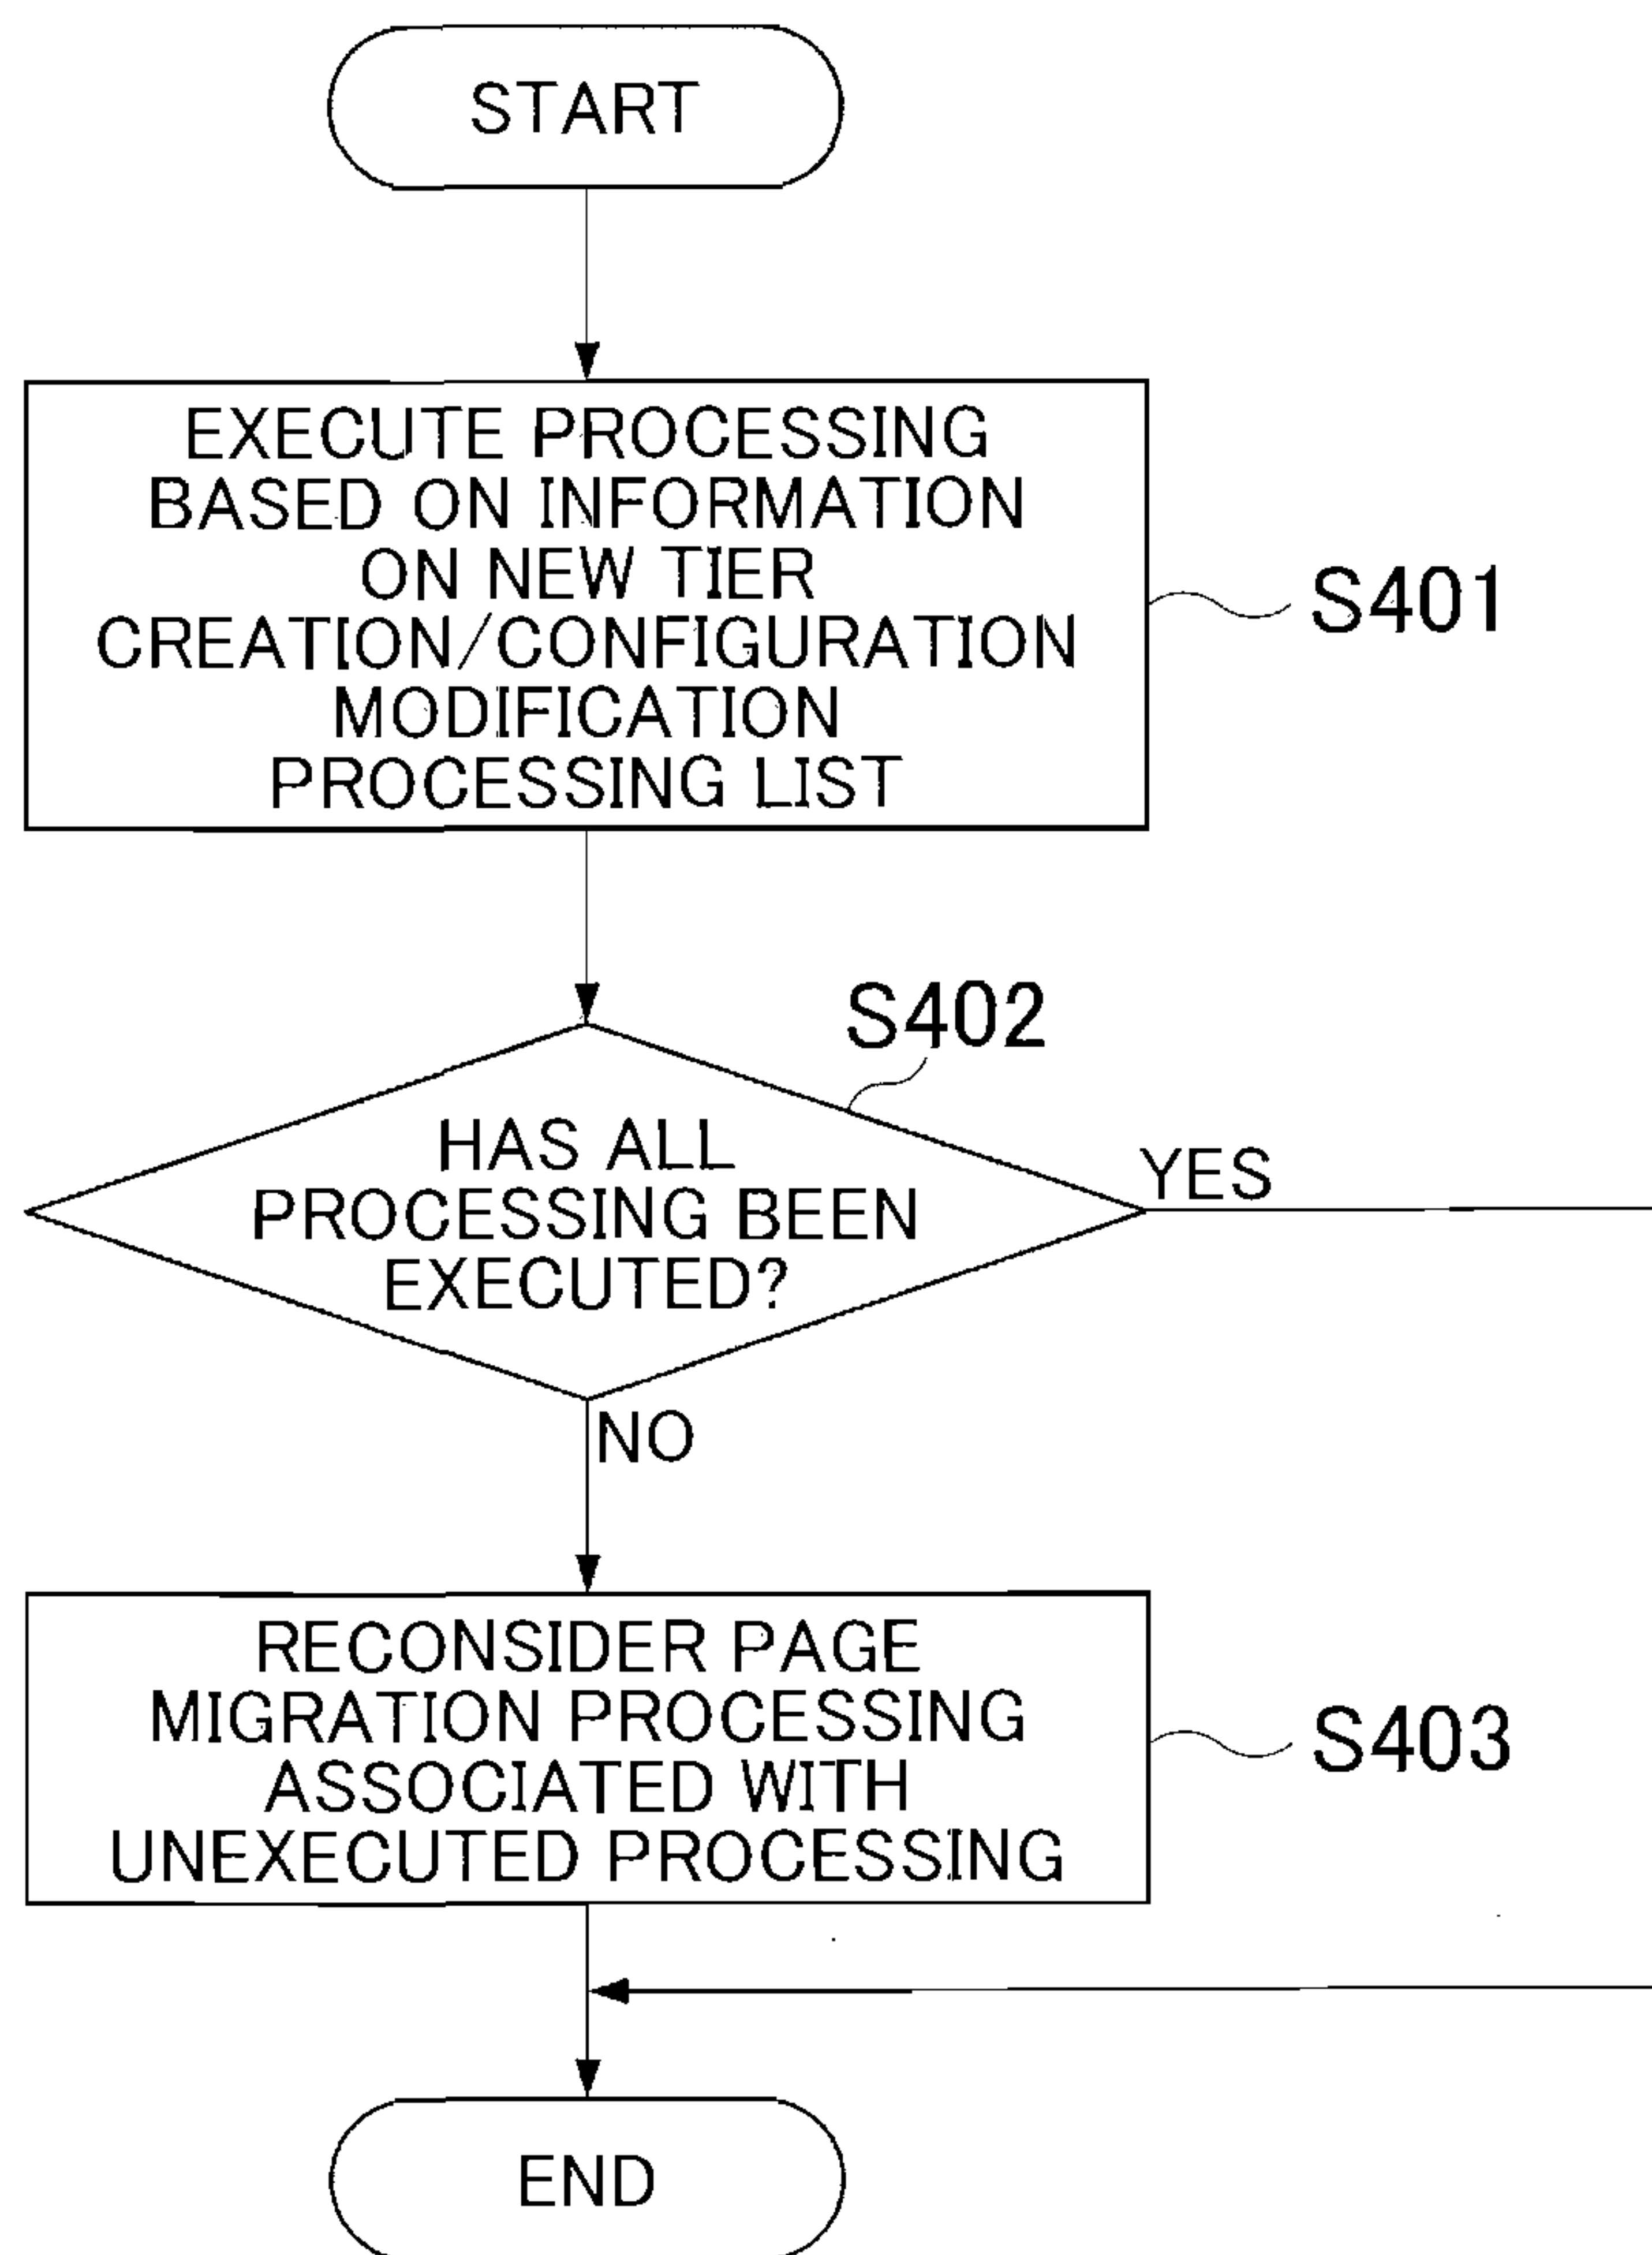 START
EXECUTE PROCESSING
BASED ON INFORMATION
ON NEW TIER
CREATION/CONFIGURATION
MODIFICATION
PROCESSING LIST
S401
S402
HAS ALL
PROCESSING BEEN
EXECUTED?
YES
NO
RECONSIDER PAGE
MIGRATION PROCESSING
ASSOCIATED WITH
UNEXECUTED PROCESSING
S403
END